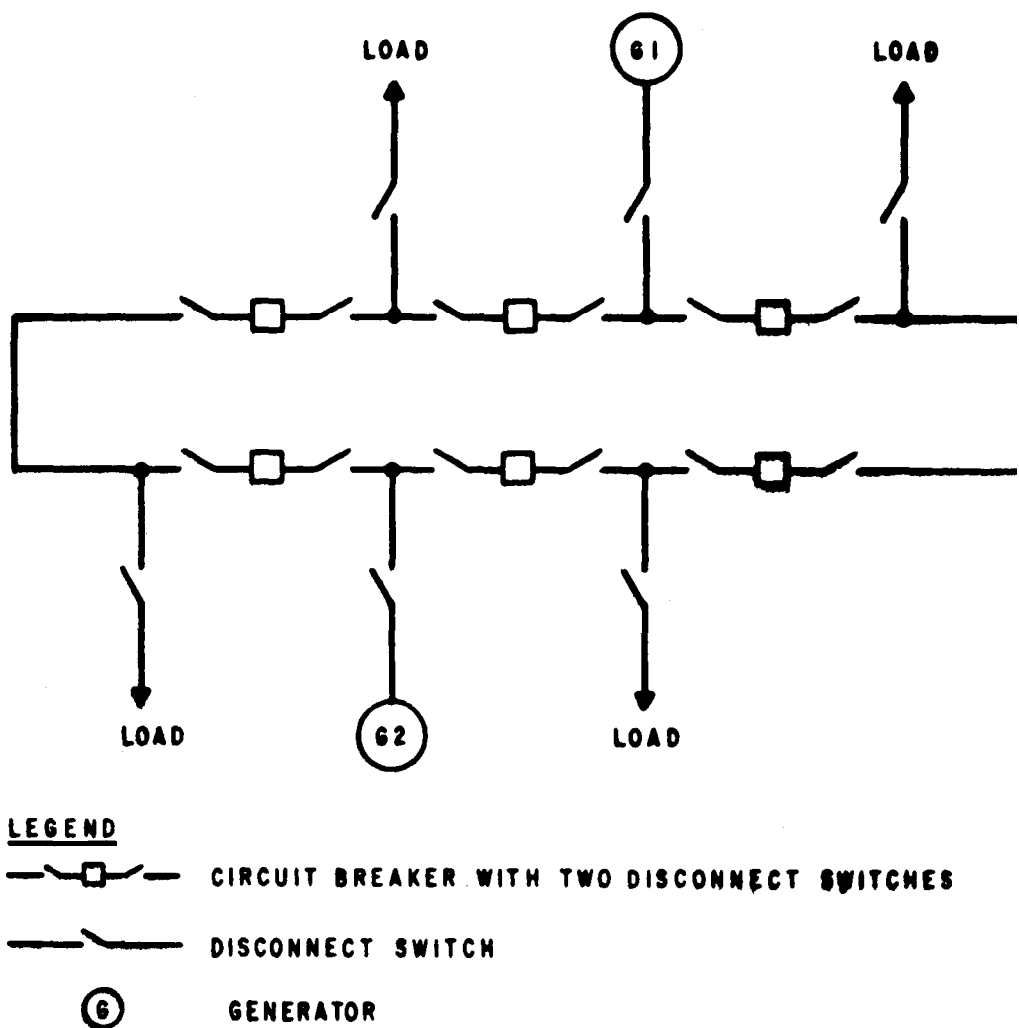 LOAD
G1
LOAD
LOAD
G2
LOAD
LEGEND
CIRCUIT BREAKER WITH TWO DISCONNECT SWITCHES
DISCONNECT SWITCH
G GENERATOR